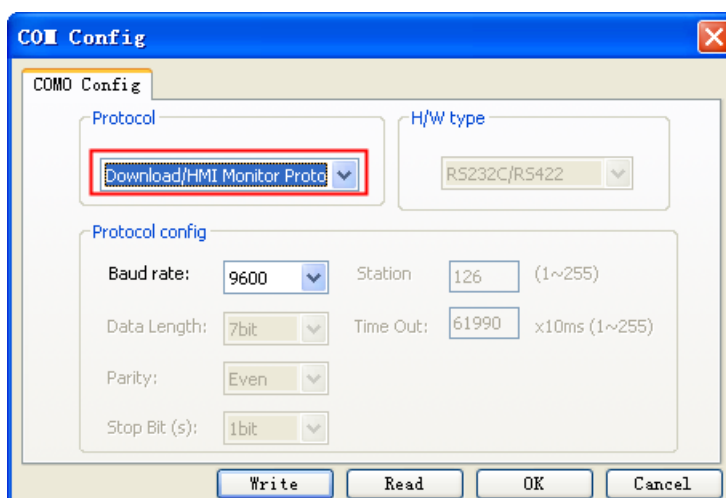 COM Config
COM0 Config
Protocol
H/W type
Download/HMI Monitor Proto
RS232C/RS422
Protocol config
Baud rate: 9600 Station 126 (1~255)
Data Length: 7bit Time Out: 61990 x10ms (1~255)
Parity: Even
Stop Bit (s): 1bit
Write Read OK Cancel